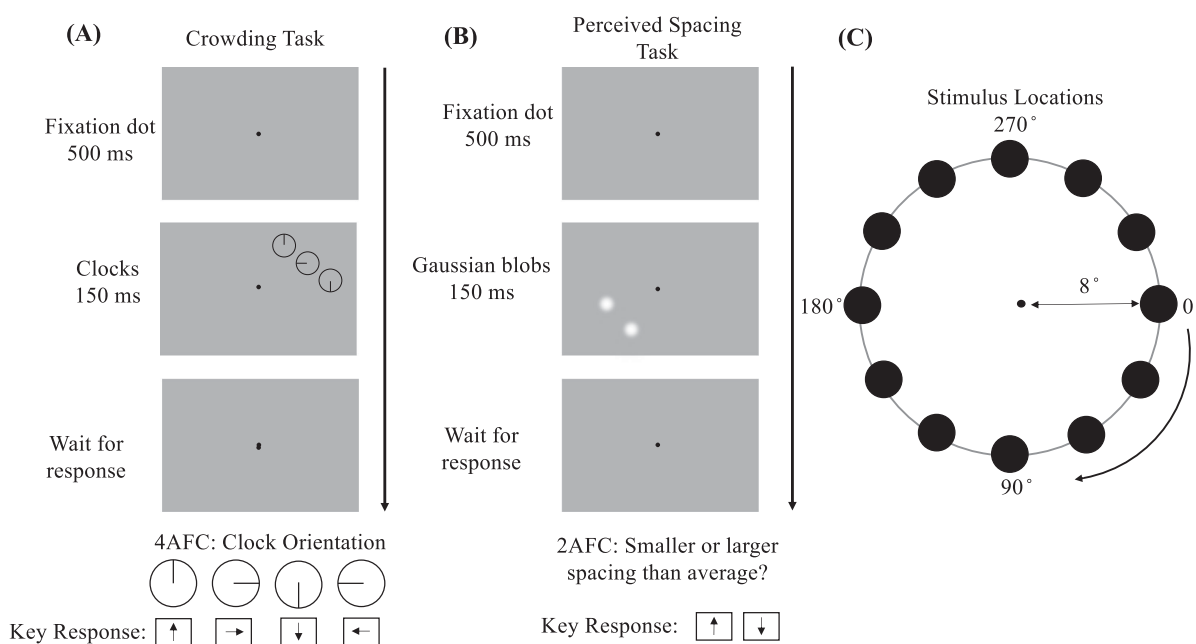 (A)
Crowding Task
Fixation dot
500 ms
Clocks
150 ms
Wait for
response
4AFC: Clock Orientation
Key Response:
(B)
Perceived Spacing
Task
Fixation dot
500 ms
Gaussian blobs
150 ms
Wait for
response
2AFC: Smaller or larger
spacing than average?
Key Response:
(C)
Stimulus Locations
270°
180°
8°
0
90°